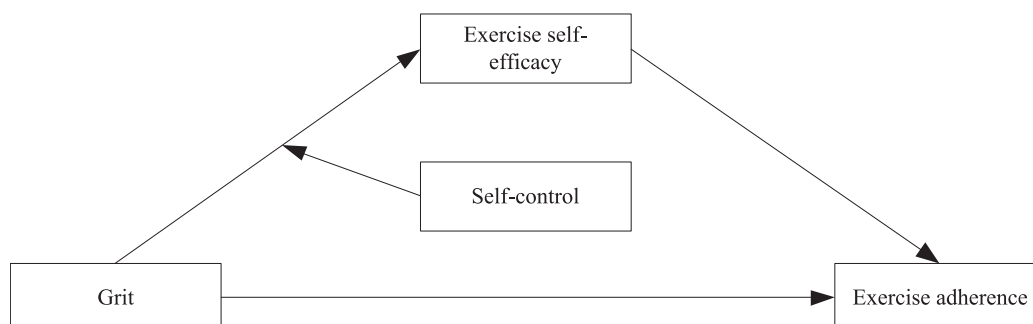 Exercise self-
efficacy
Self-control
Grit
Exercise adherence